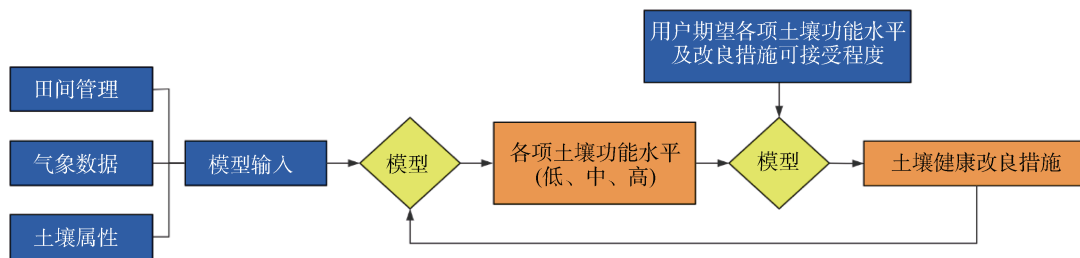 用户期望各项土壤功能水平
及改良措施可接受程度
田间管理
气象数据
土壤属性
模型输入
模型
各项土壤功能水平
(低、中、高)
模型
土壤健康改良措施